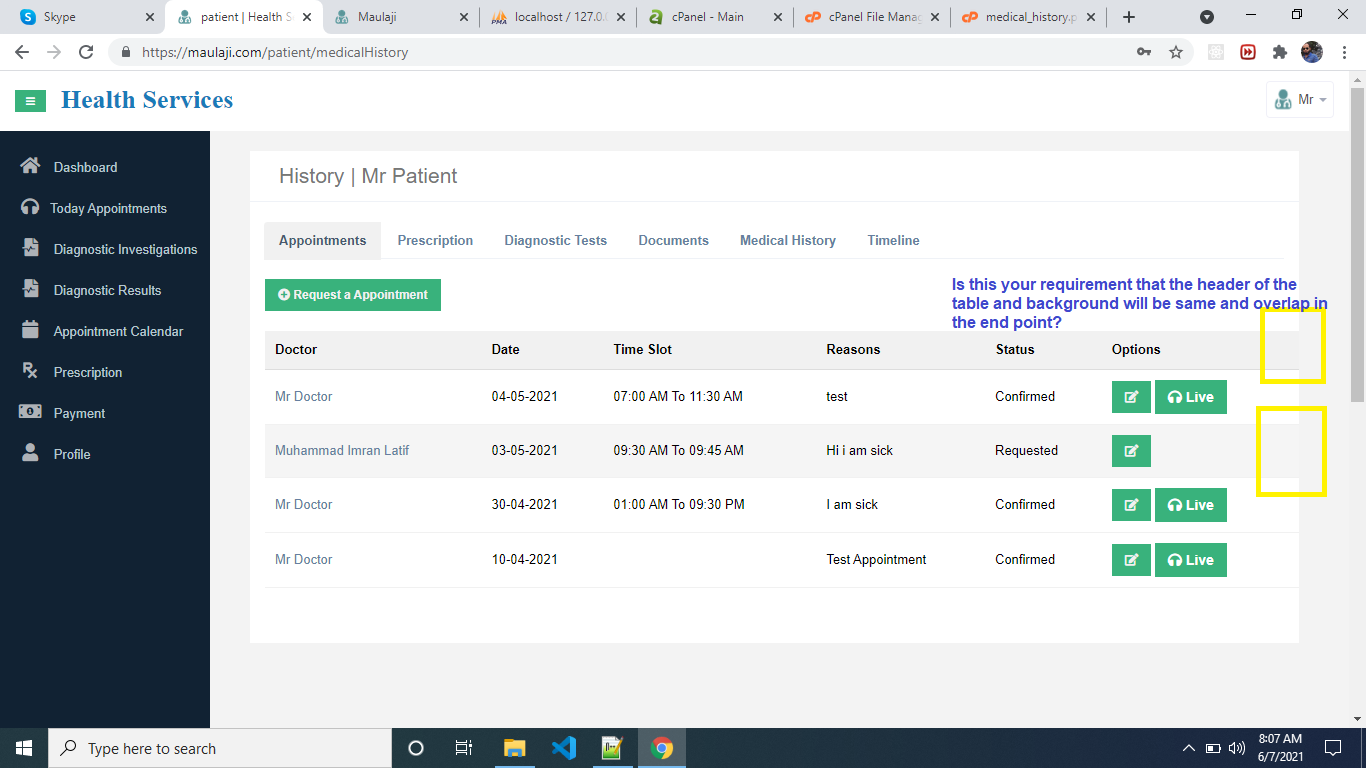 Skype
patient | Health S
Maulaji
localhost / 127.0.
cPanel - Main
cPanel File Mana
medical_history.p
https://maulaji.com/patient/medicalHistory
Health Services
Mr
Dashboard
Today Appointments
Diagnostic Investigations
Diagnostic Results
Appointment Calendar
Prescription
Payment
Profile
History | Mr Patient
Appointments Prescription Diagnostic Tests Documents Medical History Timeline
Request a Appointment
Is this your requirement that the header of the
table and background will be same and overlap in
the end point?
Doctor Date Time Slot Reasons Status Options
Mr Doctor 04-05-2021 07:00 AM To 11:30 AM test Confirmed Live
Muhammad Imran Latif 03-05-2021 09:30 AM To 09:45 AM Hi i am sick Requested
Mr Doctor 30-04-2021 01:00 AM To 09:30 PM I am sick Confirmed Live
Mr Doctor 10-04-2021 Test Appointment Confirmed Live
Type here to search
8:07 AM
6/7/2021